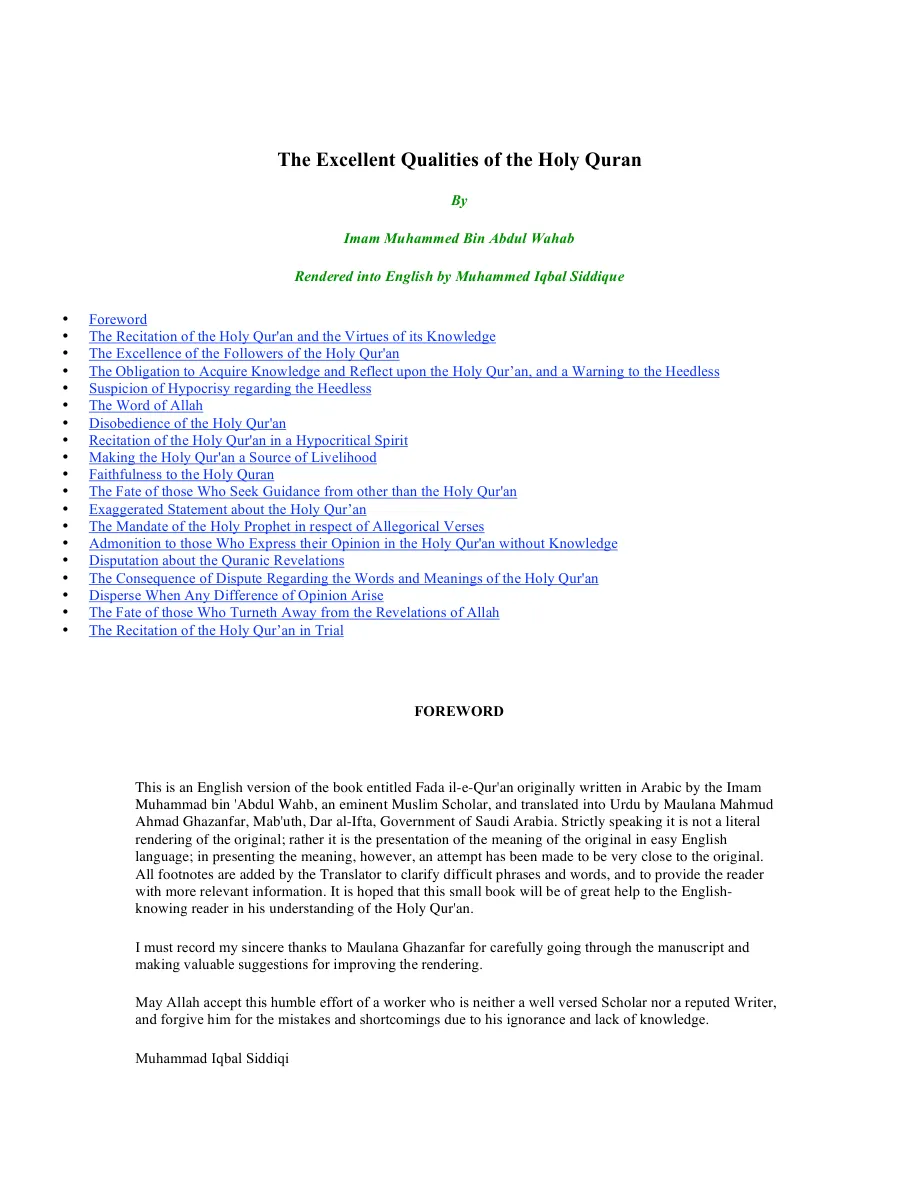 The Excellent Qualities of the Holy Quran
By
Imam Muhammed Bin Abdul Wahab
Rendered into English by Muhammed Iqbal Siddique
• Foreword
• The Recitation of the Holy Qur'an and the Virtues of its Knowledge
• The Excellence of the Followers of the Holy Qur'an
• The Obligation to Acquire Knowledge and Reflect upon the Holy Qur’an, and a Warning to the Heedless
• Suspicion of Hypocrisy regarding the Heedless
• The Word of Allah
• Disobedience of the Holy Qur'an
• Recitation of the Holy Qur'an in a Hypocritical Spirit
• Making the Holy Qur'an a Source of Livelihood
• Faithfulness to the Holy Quran
• The Fate of those Who Seek Guidance from other than the Holy Qur'an
• Exaggerated Statement about the Holy Qur’an
• The Mandate of the Holy Prophet in respect of Allegorical Verses
• Admonition to those Who Express their Opinion in the Holy Qur'an without Knowledge
• Disputation about the Quranic Revelations
• The Consequence of Dispute Regarding the Words and Meanings of the Holy Qur'an
• Disperse When Any Difference of Opinion Arise
• The Fate of those Who Turneth Away from the Revelations of Allah
• The Recitation of the Holy Qur’an in Trial
FOREWORD
This is an English version of the book entitled Fada il-e-Qur'an originally written in Arabic by the Imam
Muhammad bin 'Abdul Wahb, an eminent Muslim Scholar, and translated into Urdu by Maulana Mahmud
Ahmad Ghazanfar, Mab'uth, Dar al-Ifta, Government of Saudi Arabia. Strictly speaking it is not a literal
rendering of the original; rather it is the presentation of the meaning of the original in easy English
language; in presenting the meaning, however, an attempt has been made to be very close to the original.
All footnotes are added by the Translator to clarify difficult phrases and words, and to provide the reader
with more relevant information. It is hoped that this small book will be of great help to the English-
knowing reader in his understanding of the Holy Qur'an.
I must record my sincere thanks to Maulana Ghazanfar for carefully going through the manuscript and
making valuable suggestions for improving the rendering.
May Allah accept this humble effort of a worker who is neither a well versed Scholar nor a reputed Writer,
and forgive him for the mistakes and shortcomings due to his ignorance and lack of knowledge.
Muhammad Iqbal Siddiqi